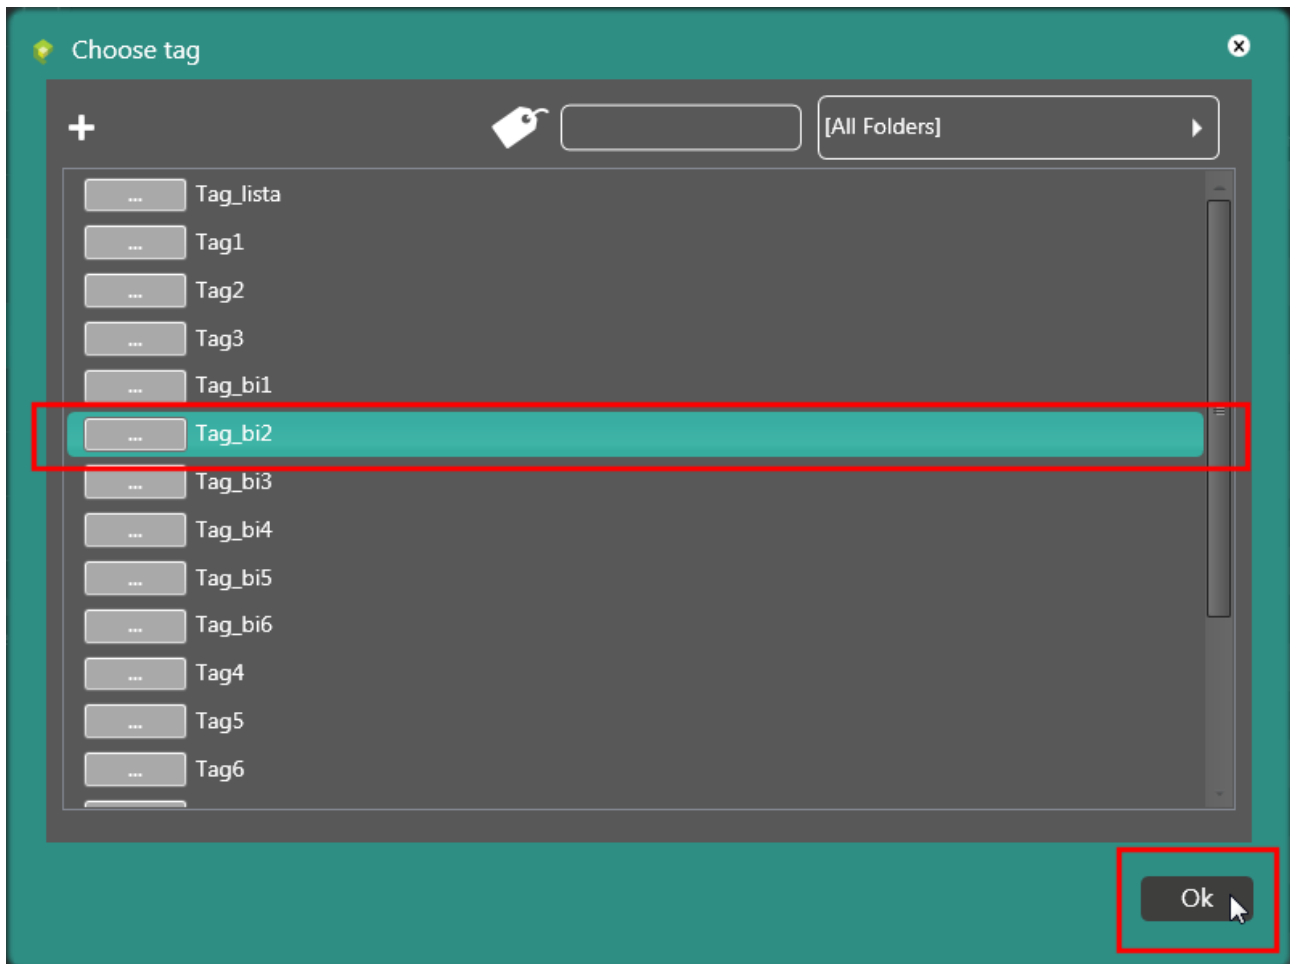 Choose tag
[All Folders]
... Tag_lista
... Tag1
... Tag2
... Tag3
... Tag_bi1
... Tag_bi2
... Tag_bi3
... Tag_bi4
... Tag_bi5
... Tag_bi6
... Tag4
... Tag5
... Tag6
Ok